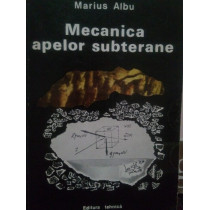 Marius Albu
Mecanica
apelor subterane
Editura tehnică